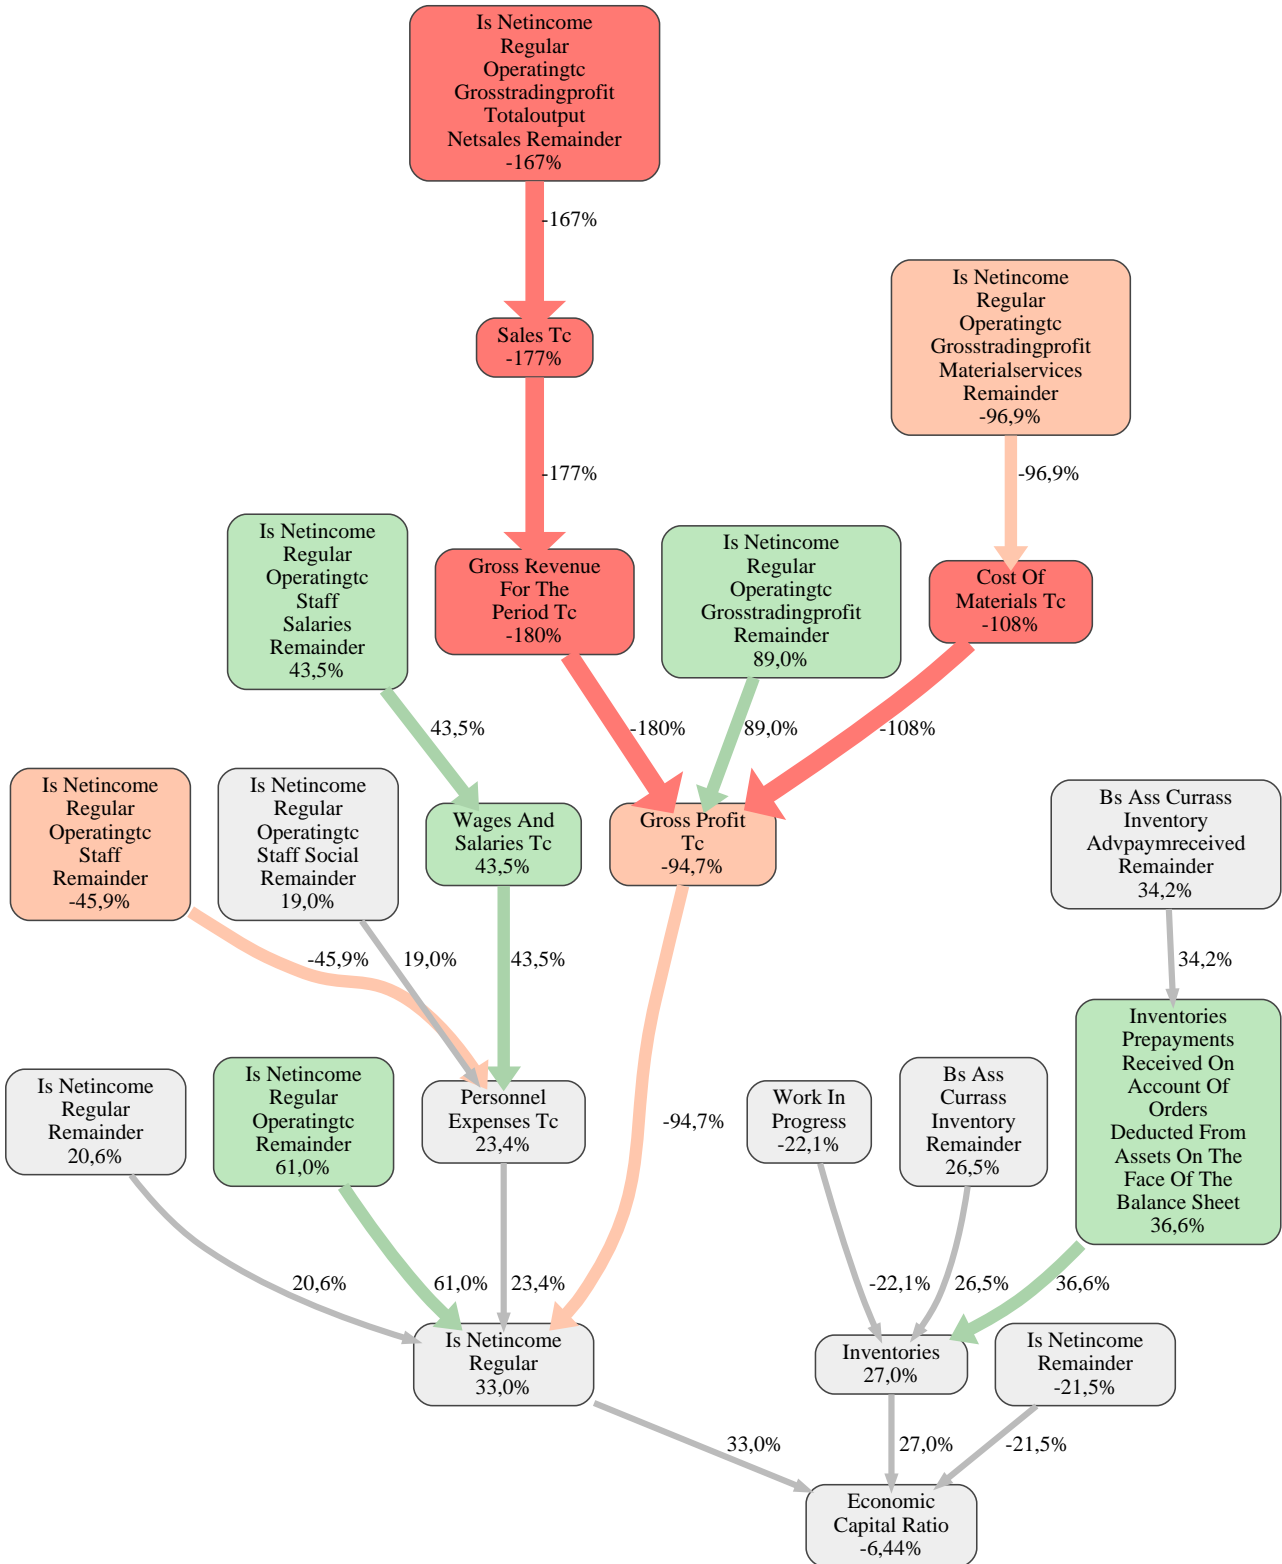 Is Netincome
Regular
Operatingtc
Grosstradingprofit
Totaloutput
Netsales Remainder
-167%
-167%
Sales Tc
-177%
Is Netincome
Regular
Operatingtc
Grosstradingprofit
Materialservices
Remainder
-96,9%
-177%
-96,9%
Is Netincome
Regular
Operatingtc
Staff
Salaries
Remainder
43,5%
Gross Revenue
For The
Period Tc
-180%
Is Netincome
Regular
Operatingtc
Grosstradingprofit
Remainder
89,0%
Cost Of
Materials Tc
-108%
43,5%
-180%
89,0%
-108%
Is Netincome
Regular
Operatingtc
Staff
Remainder
-45,9%
Is Netincome
Regular
Operatingtc
Staff Social
Remainder
19,0%
Wages And
Salaries Tc
43,5%
Gross Profit
Tc
-94,7%
Bs Ass Currass
Inventory
Advpaymreceived
Remainder
34,2%
-45,9%
19,0%
43,5%
34,2%
Is Netincome
Regular
Remainder
20,6%
Is Netincome
Regular
Operatingtc
Remainder
61,0%
Personnel
Expenses Tc
23,4%
-94,7%
Work In
Progress
-22,1%
Bs Ass
Currass
Inventory
Remainder
26,5%
Inventories
Prepayments
Received On
Account Of
Orders
Deducted From
Assets On The
Face Of The
Balance Sheet
36,6%
20,6%
61,0%
23,4%
-22,1%
26,5%
36,6%
Is Netincome
Regular
33,0%
Inventories
27,0%
Is Netincome
Remainder
-21,5%
33,0%
27,0%
-21,5%
Economic
Capital Ratio
-6,44%